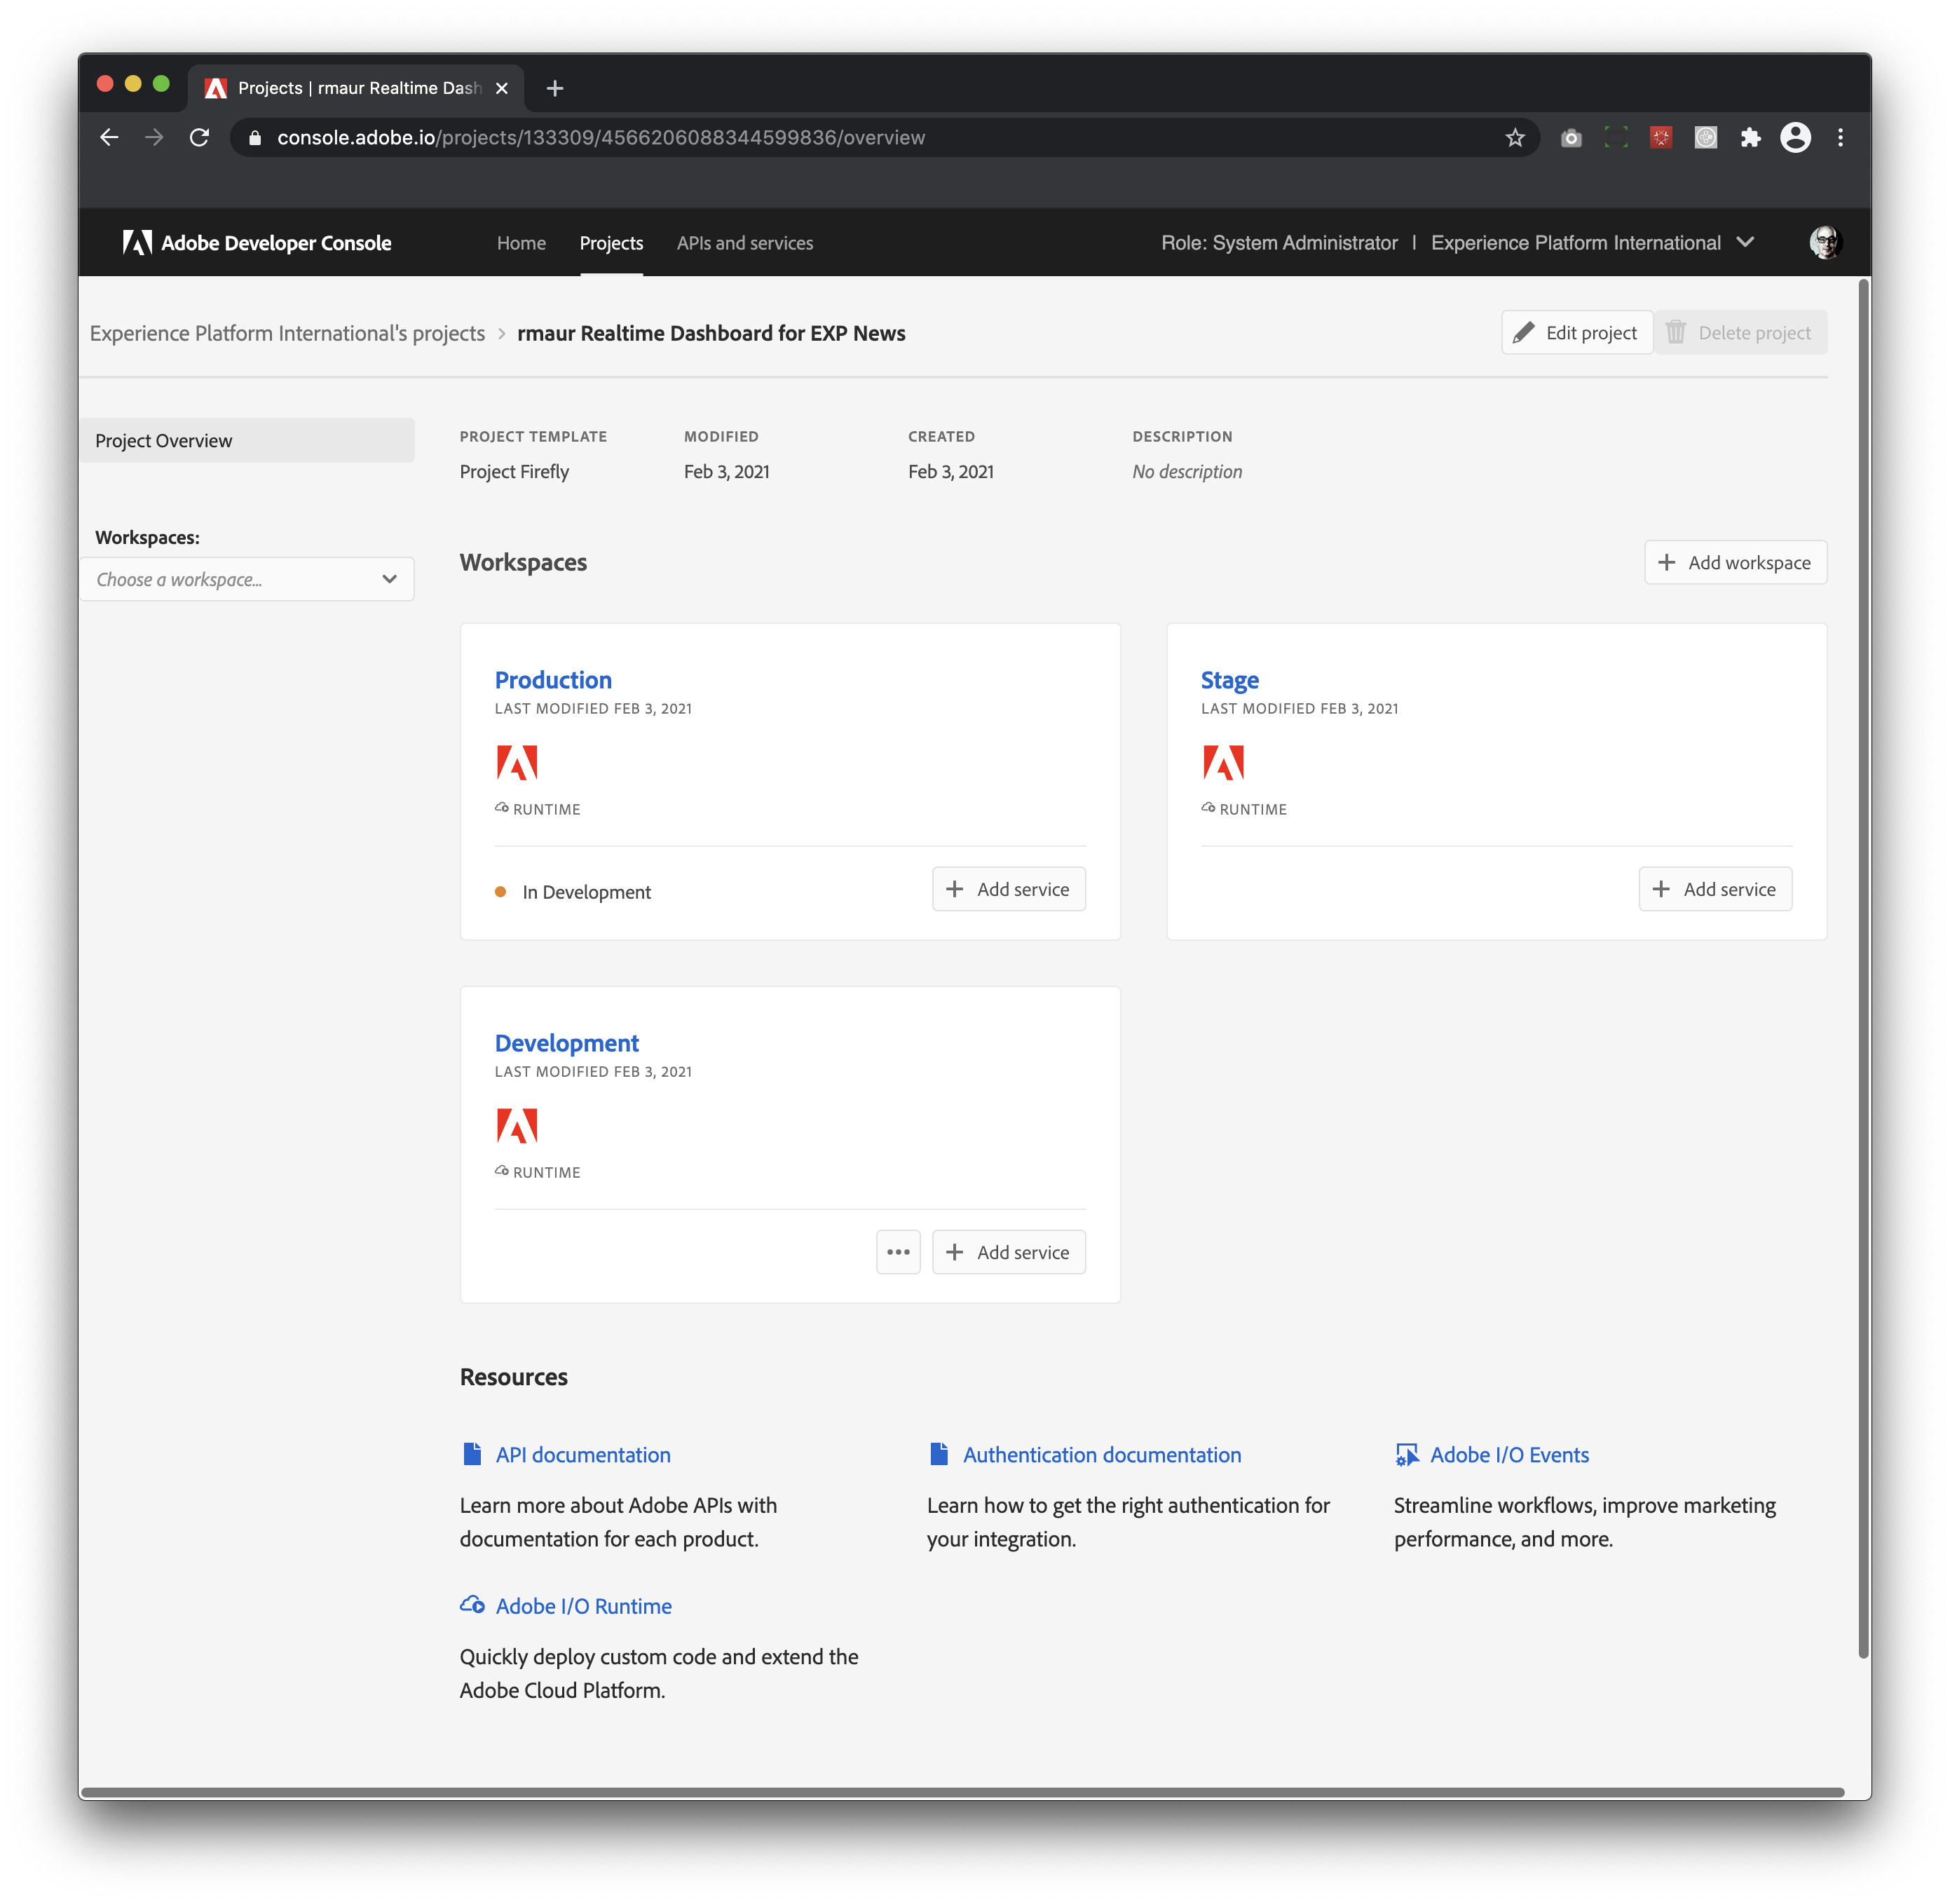 Projects | rmaur Realtime Dash
console.adobe.io/projects/133309/4566206088344599836/overview
Adobe Developer Console Home Projects APIs and services Role: System Administrator | Experience Platform International
Experience Platform International's projects > rmaur Realtime Dashboard for EXP News Edit project Delete project
Project Overview
Workspaces:
Choose a workspace...
PROJECT TEMPLATE MODIFIED CREATED DESCRIPTION
Project Firefly Feb 3, 2021 Feb 3, 2021 No description
Workspaces Add workspace
Production
LAST MODIFIED FEB 3, 2021
RUNTIME
In Development Add service
Stage
LAST MODIFIED FEB 3, 2021
RUNTIME
Add service
Development
LAST MODIFIED FEB 3, 2021
RUNTIME
Add service
Resources
API documentation
Learn more about Adobe APIs with
documentation for each product.
Authentication documentation
Learn how to get the right authentication for
your integration.
Adobe I/O Events
Streamline workflows, improve marketing
performance, and more.
Adobe I/O Runtime
Quickly deploy custom code and extend the
Adobe Cloud Platform.